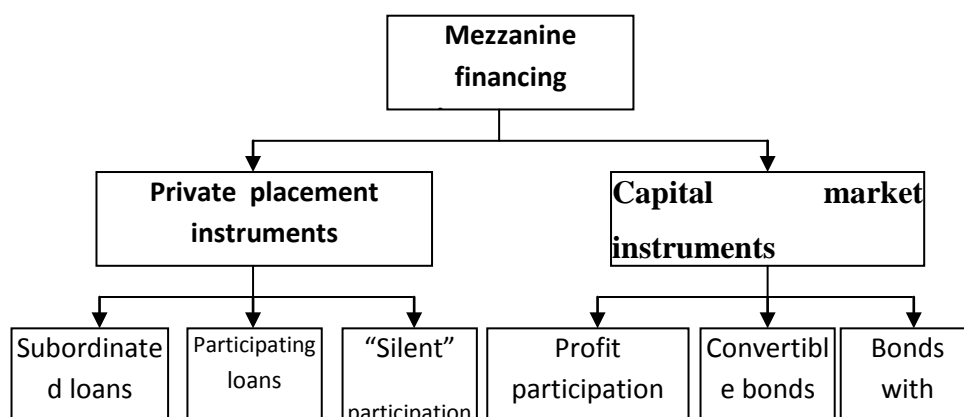 Mezzanine
financing
Private placement
instruments
Capital market
instruments
Subordinate
d loans
Participating
loans
“Silent”
participation
Profit
participation
Convertibl
e bonds
Bonds
with